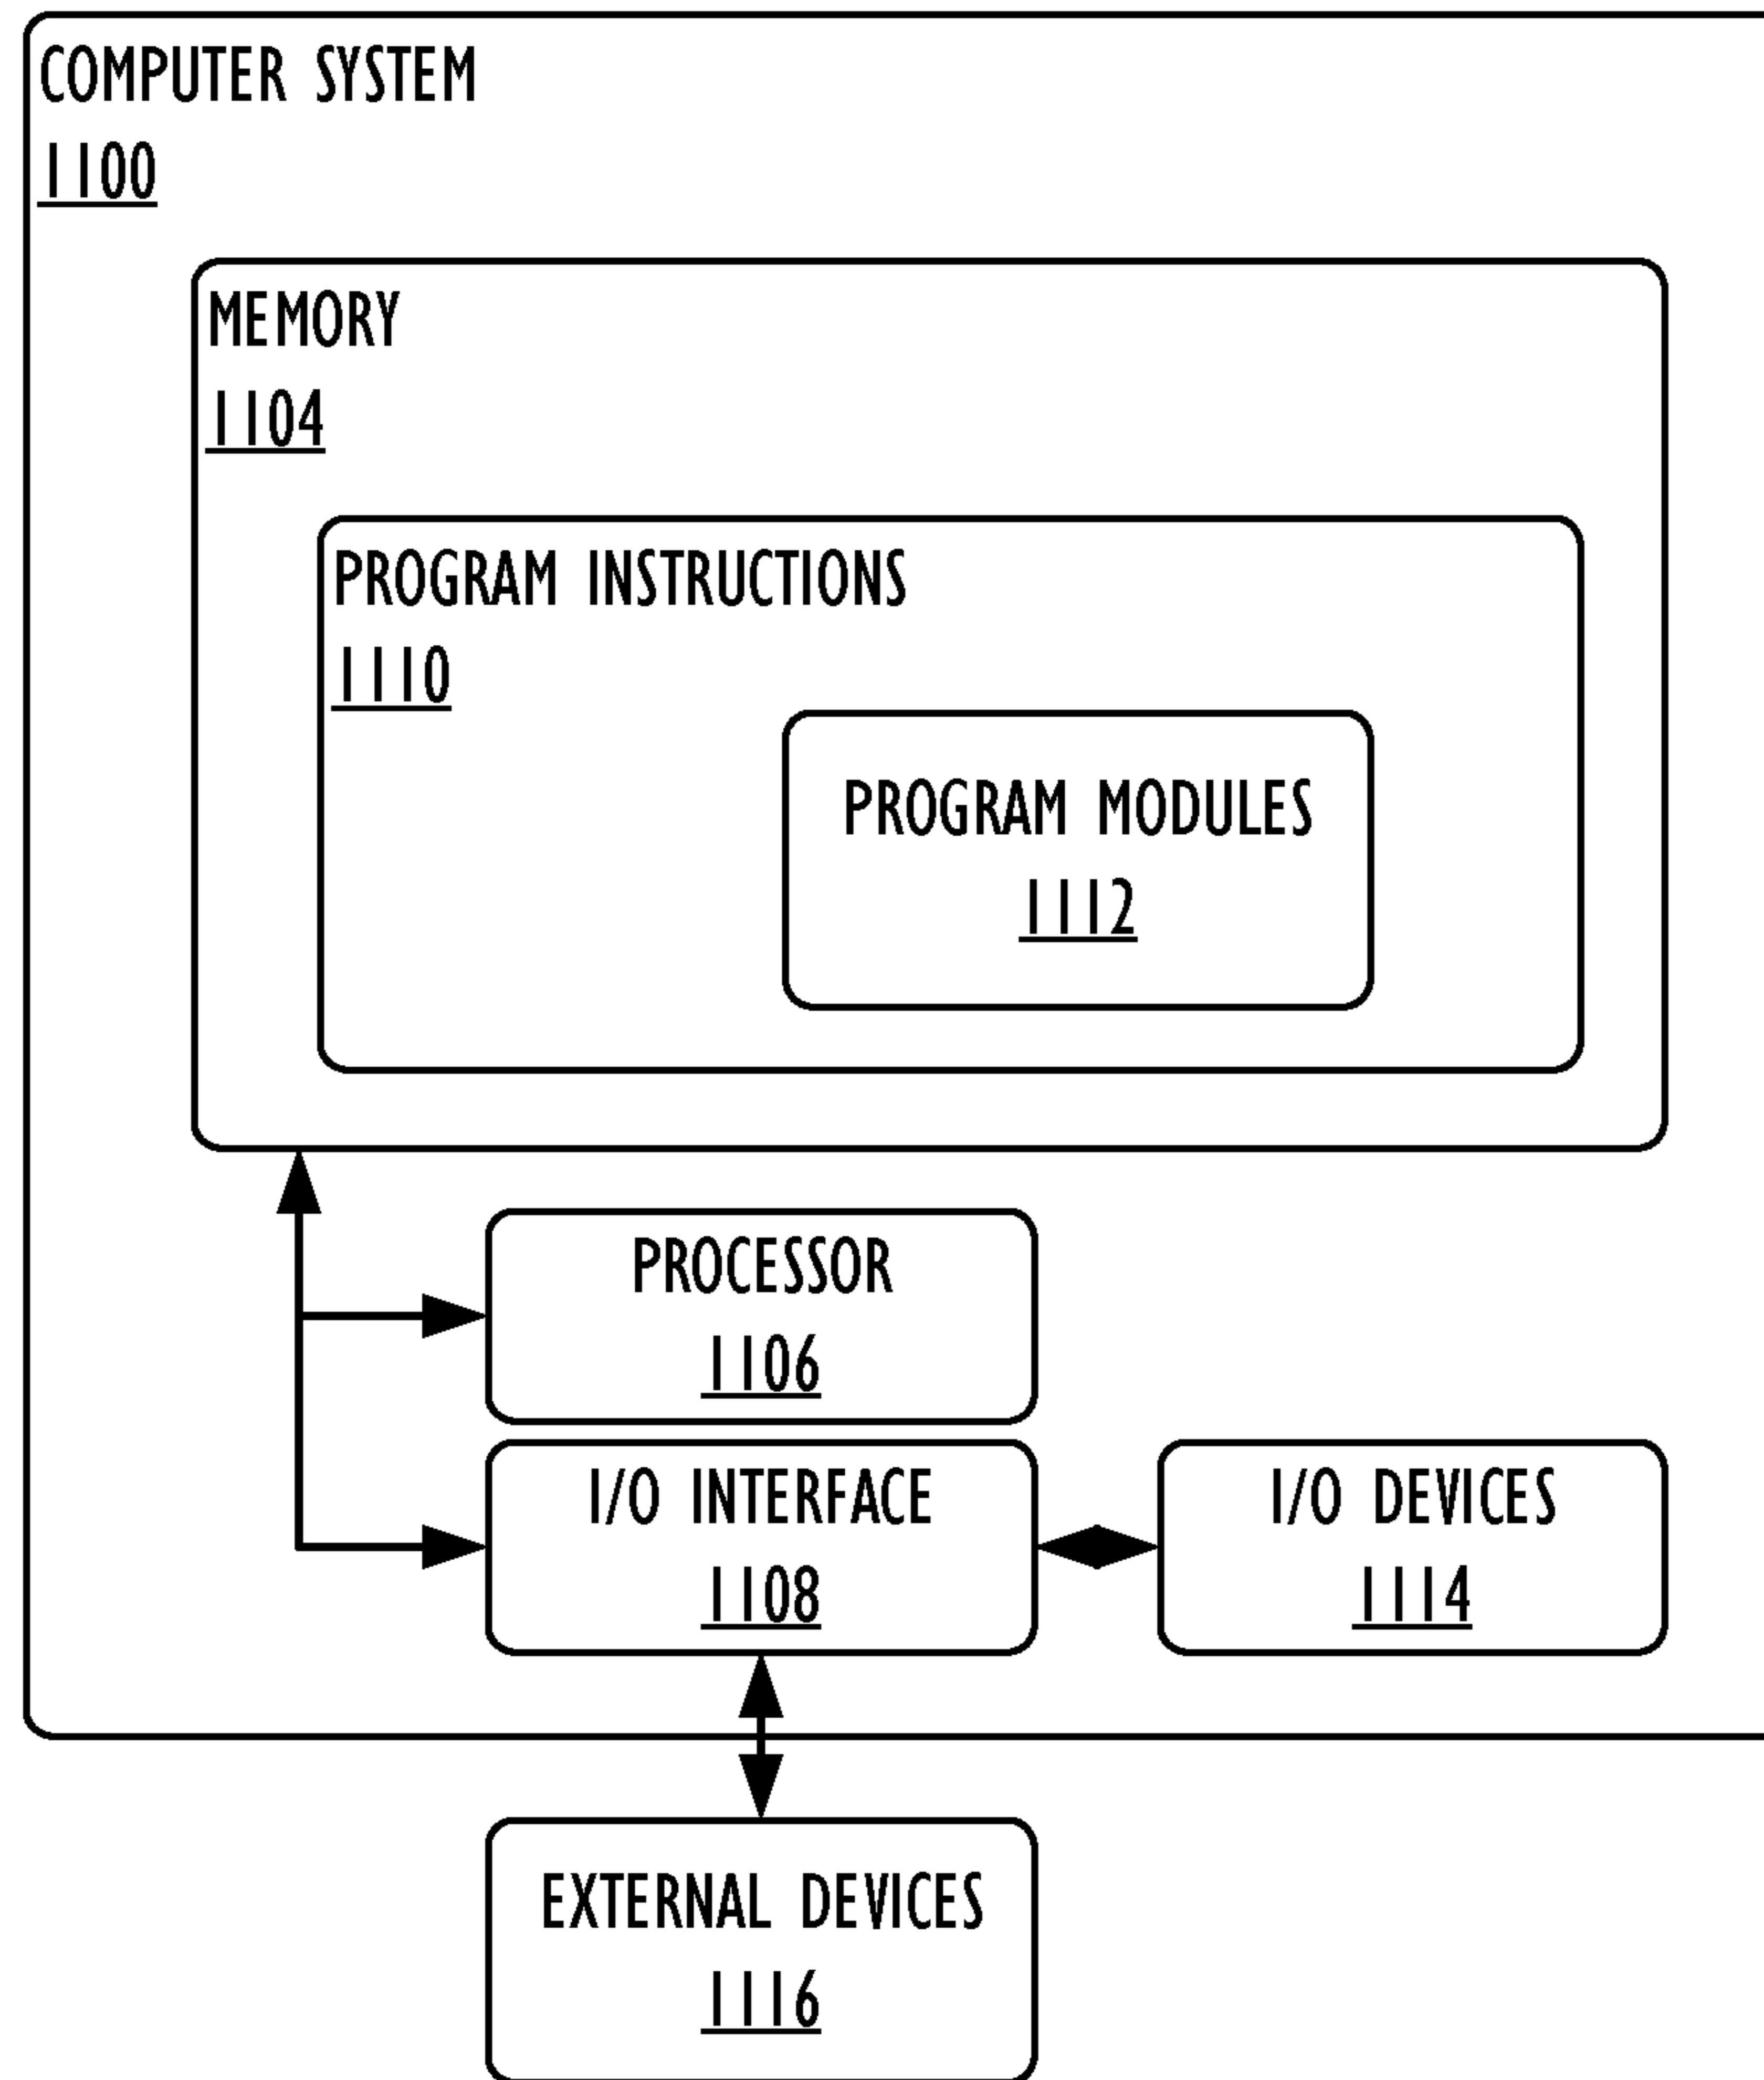 COMPUTER SYSTEM
1100
MEMORY
1104
PROGRAM INSTRUCTIONS
1110
PROGRAM MODULES
1112
PROCESSOR
1106
I/O INTERFACE
1108
I/O DEVICES
1114
EXTERNAL DEVICES
1116